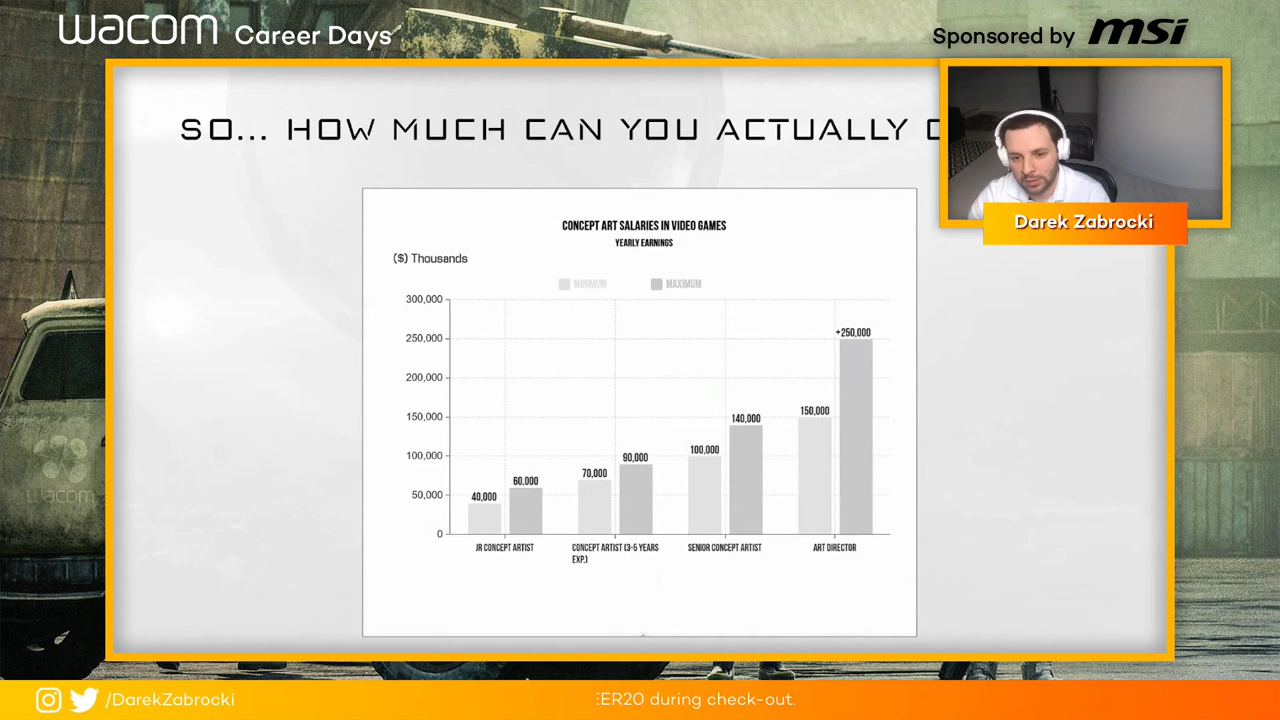 wacom Career Days
Sponsored by msi
SO... HOW MUCH CAN YOU ACTUALLY
Darek Zabrocki
CONCEPT ART SALARIES IN VIDEO GAMES
YEARLY EARNINGS
($) Thousands
MINIMUM MAXIMUM
300,000
250,000
200,000
150,000
100,000
50,000
0
40,000
60,000
70,000
90,000
100,000
140,000
150,000
+250,000
JR CONCEPT ARTIST
CONCEPT ARTIST (3-5 YEARS
EXP.)
SENIOR CONCEPT ARTIST
ART DIRECTOR
wacom
/DarekZabrocki
ER20 during check-out.